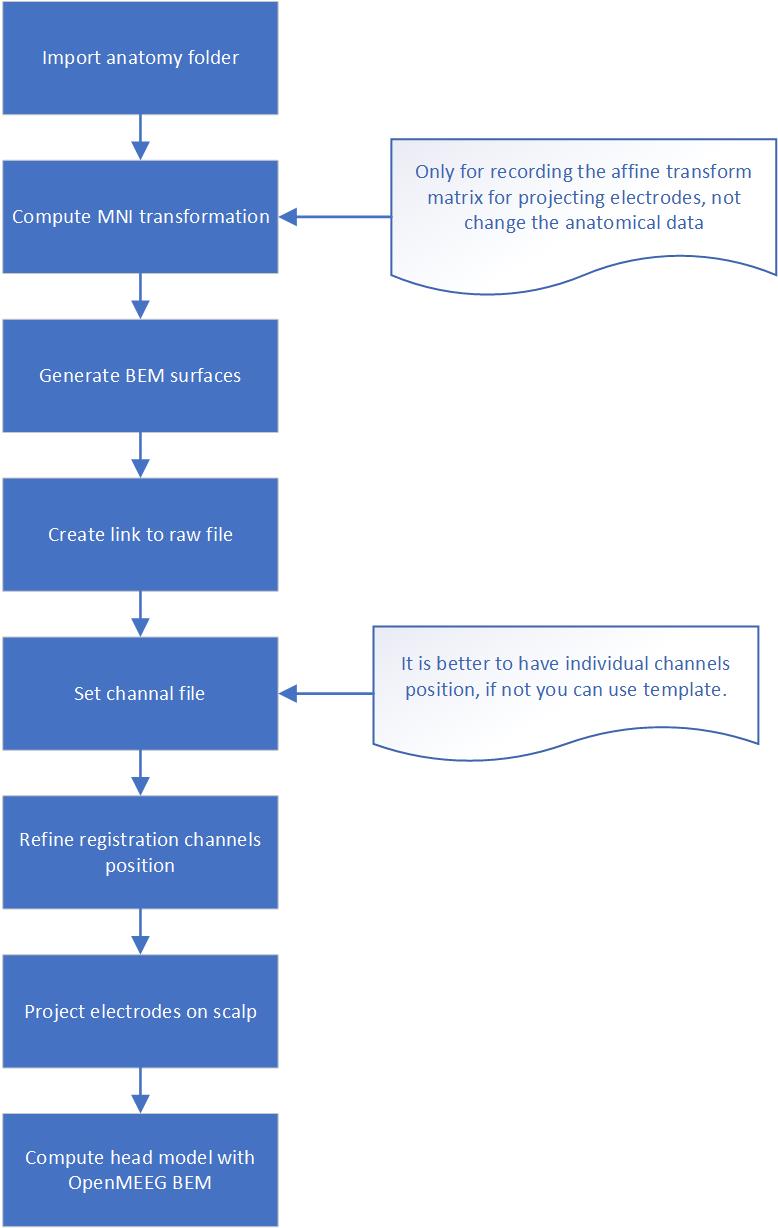 Import anatomy folder
Compute MNI transformation
Only for recording the affine transform
matrix for projecting electrodes, not
change the anatomical data
Generate BEM surfaces
Create link to raw file
Set channal file
It is better to have individual channels
position, if not you can use template.
Refine registration channels
position
Project electrodes on scalp
Compute head model with
OpenMEEG BEM